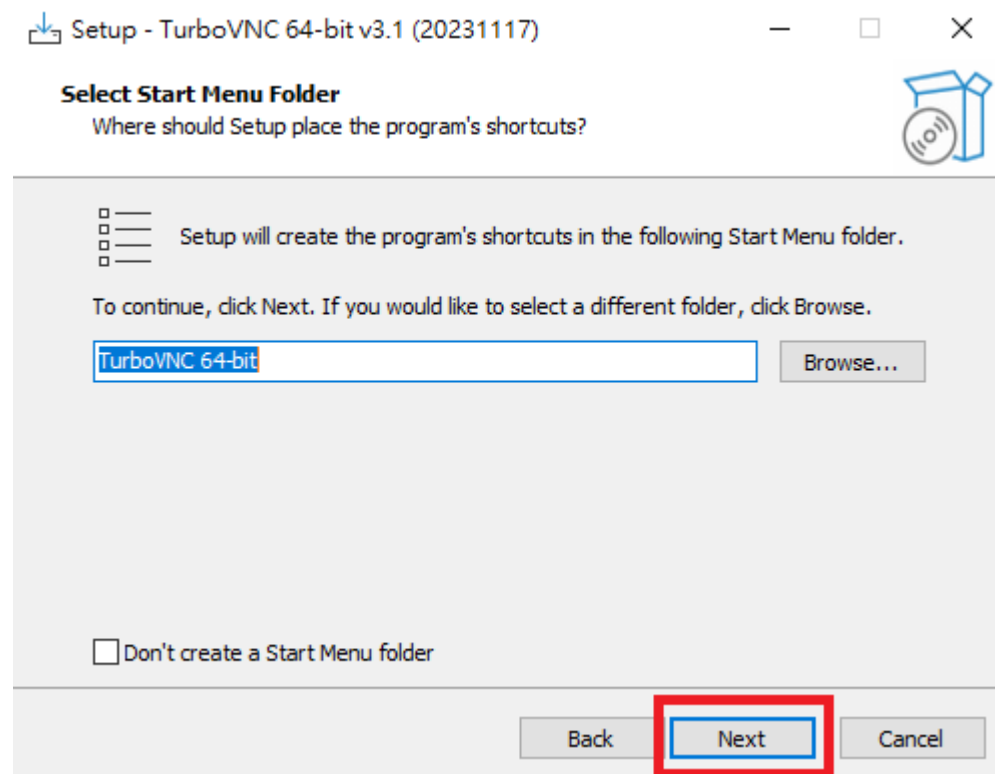 Setup - TurboVNC 64-bit v3.1 (20231117)
Select Start Menu Folder
Where should Setup place the program's shortcuts?
Setup will create the program's shortcuts in the following Start Menu folder.
To continue, click Next. If you would like to select a different folder, click Browse.
TurboVNC 64-bit
Browse...
Don't create a Start Menu folder
Back
Next
Cancel